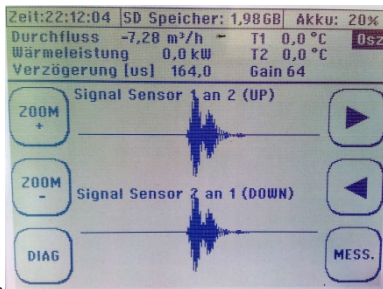 Zeit:22:12:04 SD Speicher: 1,98GB Akku: 20%
Durchfluss -7,28 m³/h - T1 0,0 °C Osz
Wärmeleistung 0,0 kW T2 0,0 °C
Verzögerung [us] 164,0 Gain 64
Signal Sensor 1 an 2 (UP)
ZOOM
+
ZOOM
-
Signal Sensor 2 an 1 (DOWN)
DIAG
MESS.